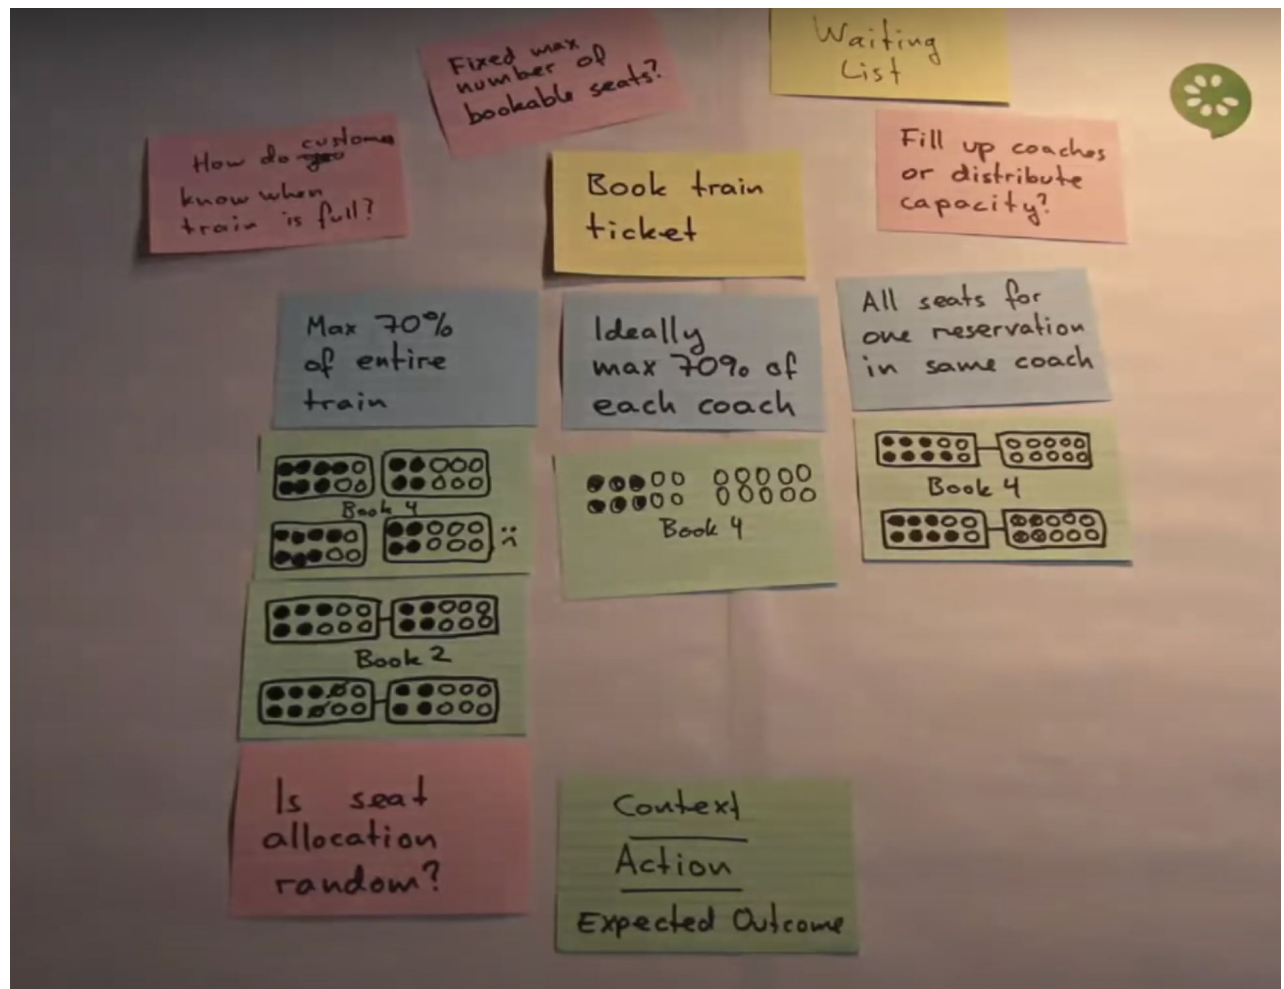 Fixed max
number of
bookable seats?
Waiting
List
How do you customer
know when
train is full?
Book train
ticket
Fill up coaches
or distribute
capacity?
Max 70%
of entire
train
Ideally
max 70% of
each coach
All seats for
one reservation
in same coach
Book 4
Book 2
Book 4
Book 4
Is seat
allocation
random?
Context
Action
Expected Outcome